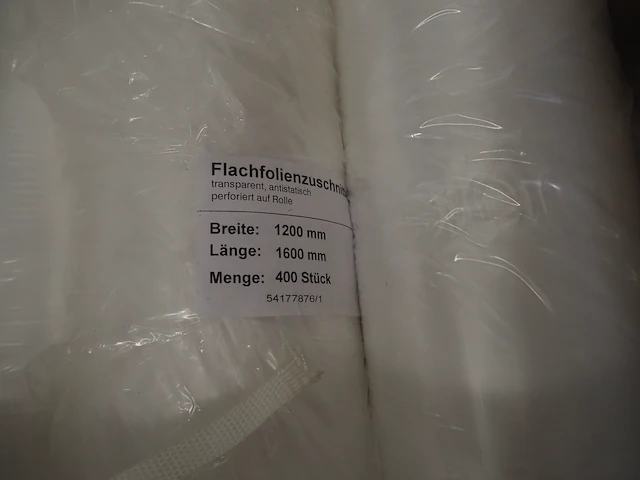 Flachfolienzuschni
transparent, antistatisch
perforiert auf Rolle
Breite: 1200 mm
Länge: 1600 mm
Menge: 400 Stück
54177876/1